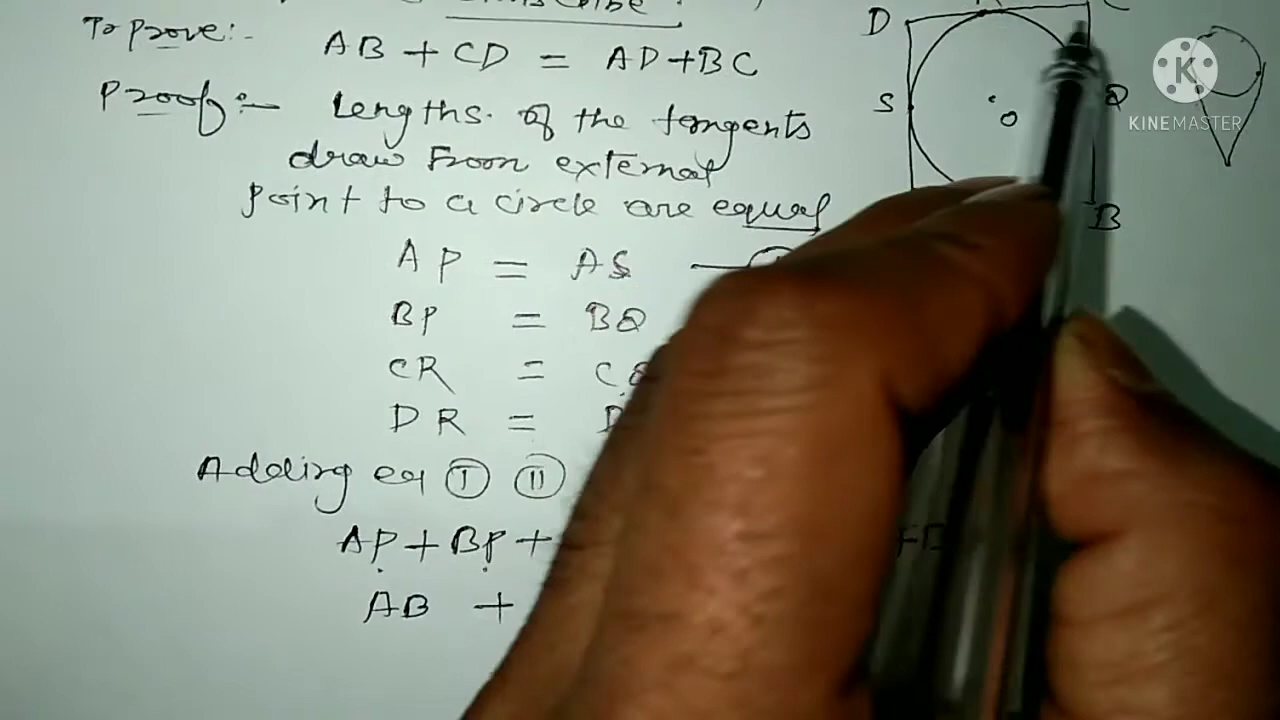 To prove:-
AB + CD = AD+BC
Proof:- Lengths of the tangents
draw From external
point to a circle are equal
AP = AS
BP = BQ
CR =
DR =
Adding eq I II
AP + BP +
AB +
D
S
O
Q
B
K
KINEMASTER